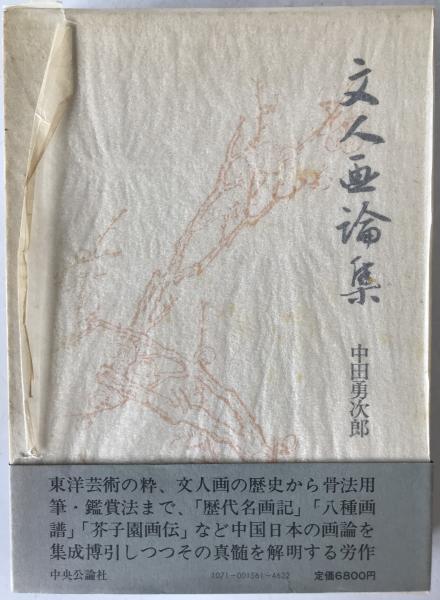 文人画論集
中田勇次郎
東洋芸術の粋、文人画の歴史から骨法用
筆・鑑賞法まで、「歴代名画記」「八種画
譜」「芥子園画伝」など中国日本の画論を
集成博引しつつその真髄を解明する労作
中央公論社
1071-001561-4622
定価6800円